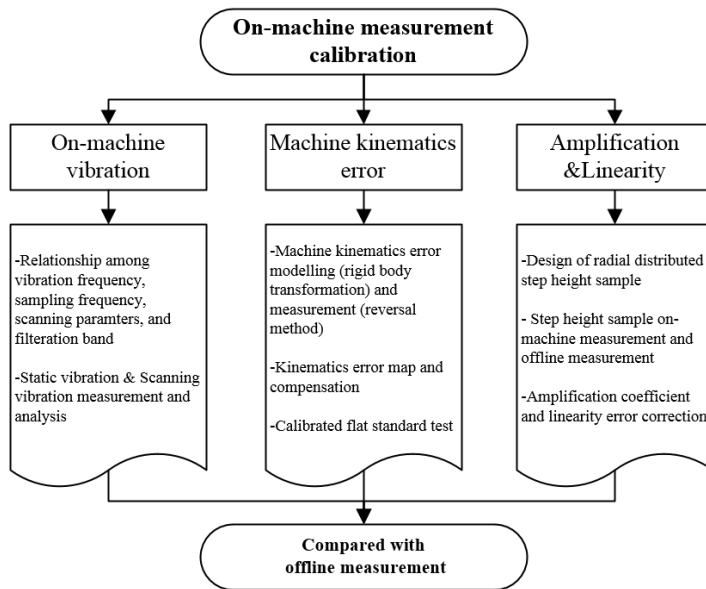 On-machine measurement
calibration
On-machine
vibration
Machine kinematics
error
Amplification
&Linearity
-Relationship among
vibration frequency,
sampling frequency,
scanning paramters, and
filteration band
-Static vibration & Scanning
vibration measurement and
analysis
-Machine kinematics error
modelling (rigid body
transformation) and
measurement (reversal
method)
-Kinematics error map and
compensation
-Calibrated flat standard test
-Design of radial distributed
step height sample
- Step height sample on-
machine measurement and
offline measurement
-Amplification coefficient
and linearity error correction
Compared with
offline measurement